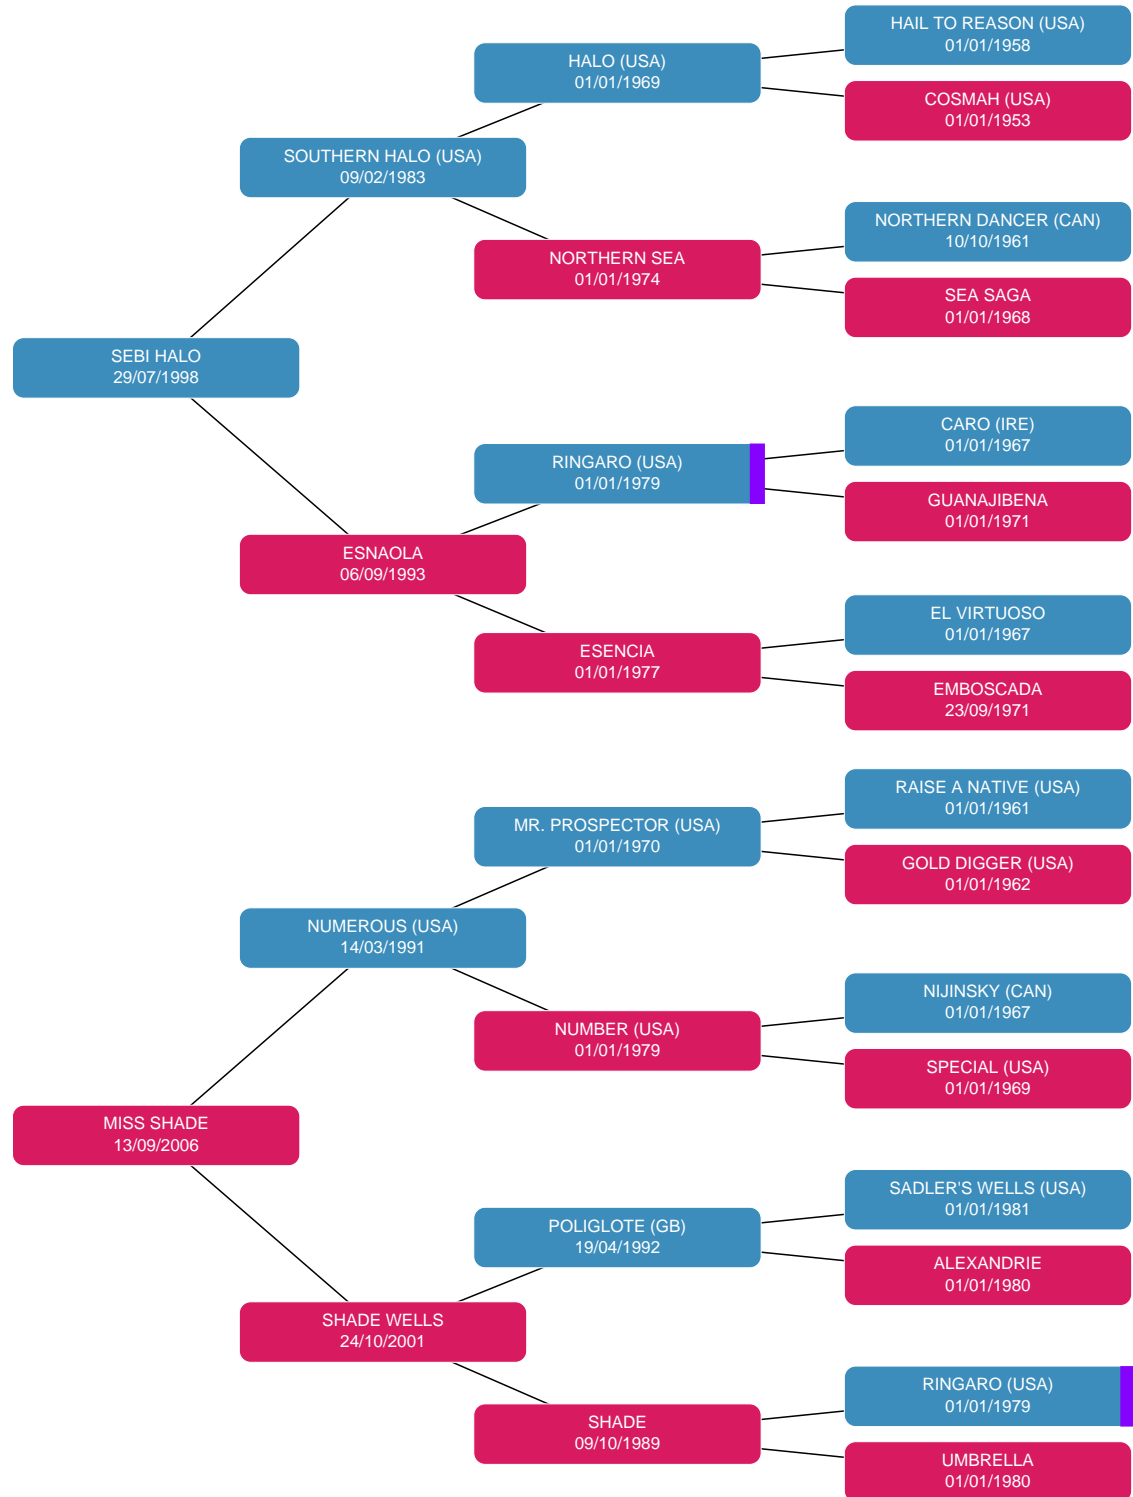 HAIL TO REASON (USA)
01/01/1958
HALO (USA)
01/01/1969
COSMAH (USA)
01/01/1953
SOUTHERN HALO (USA)
09/02/1983
NORTHERN DANCER (CAN)
10/10/1961
NORTHERN SEA
01/01/1974
SEA SAGA
01/01/1968
SEBI HALO
29/07/1998
CARO (IRE)
01/01/1967
RINGARO (USA)
01/01/1979
GUANAJIBENA
01/01/1971
ESNAOLA
06/09/1993
EL VIRTUOSO
01/01/1967
ESENCIA
01/01/1977
EMBOSCADA
23/09/1971
RAISE A NATIVE (USA)
01/01/1961
MR. PROSPECTOR (USA)
01/01/1970
GOLD DIGGER (USA)
01/01/1962
NUMEROUS (USA)
14/03/1991
NIJINSKY (CAN)
01/01/1967
NUMBER (USA)
01/01/1979
SPECIAL (USA)
01/01/1969
MISS SHADE
13/09/2006
SADLER'S WELLS (USA)
01/01/1981
POLIGLOTE (GB)
19/04/1992
ALEXANDRIE
01/01/1980
SHADE WELLS
24/10/2001
RINGARO (USA)
01/01/1979
SHADE
09/10/1989
UMBRELLA
01/01/1980